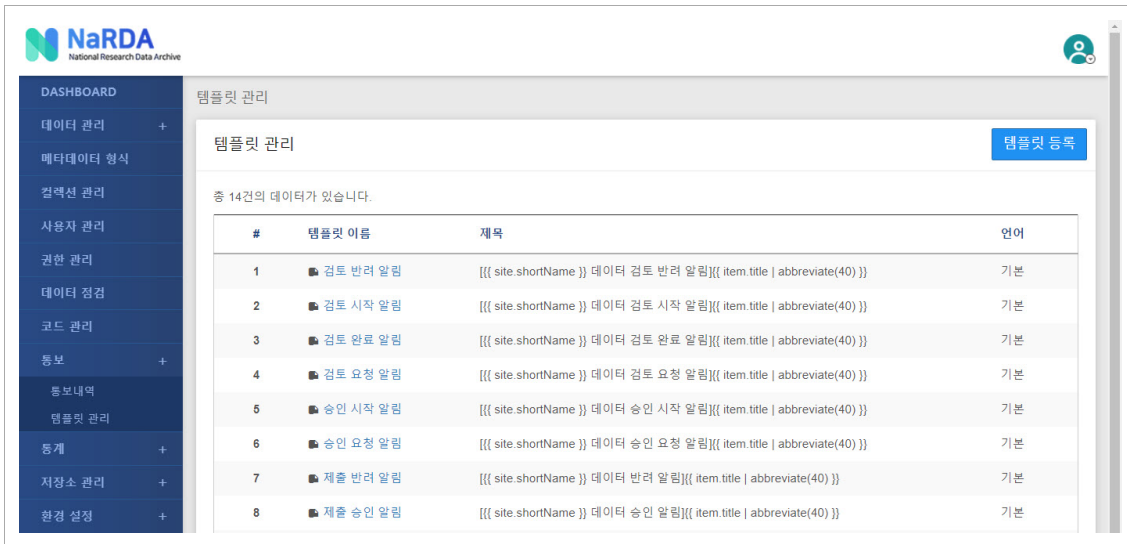 NaRDA
National Research Data Archive
DASHBOARD
데이터 관리 +
메타데이터 형식
컬렉션 관리
사용자 관리
권한 관리
데이터 점검
코드 관리
통보 +
통보내역
템플릿 관리
통계 +
저장소 관리 +
환경 설정 +
템플릿 관리
템플릿 관리
템플릿 등록
총 14건의 데이터가 있습니다.
# 템플릿 이름 제목 언어
1 검토 반려 알림 [{{ site.shortName }} 데이터 검토 반려 알림]{{ item.title | abbreviate(40) }} 기본
2 검토 시작 알림 [{{ site.shortName }} 데이터 검토 시작 알림]{{ item.title | abbreviate(40) }} 기본
3 검토 완료 알림 [{{ site.shortName }} 데이터 검토 완료 알림]{{ item.title | abbreviate(40) }} 기본
4 검토 요청 알림 [{{ site.shortName }} 데이터 검토 요청 알림]{{ item.title | abbreviate(40) }} 기본
5 승인 시작 알림 [{{ site.shortName }} 데이터 승인 시작 알림]{{ item.title | abbreviate(40) }} 기본
6 승인 요청 알림 [{{ site.shortName }} 데이터 승인 요청 알림]{{ item.title | abbreviate(40) }} 기본
7 제출 반려 알림 [{{ site.shortName }} 데이터 반려 알림]{{ item.title | abbreviate(40) }} 기본
8 제출 승인 알림 [{{ site.shortName }} 데이터 승인 알림]{{ item.title | abbreviate(40) }} 기본